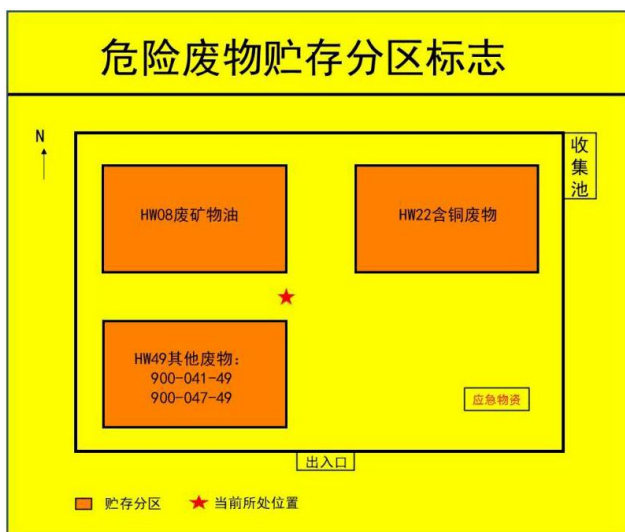 危险废物贮存分区标志
N
收集池
HW08废矿物油
HW22含铜废物
HW49其他废物:
900-041-49
900-047-49
应急物资
出入口
贮存分区
当前所处位置